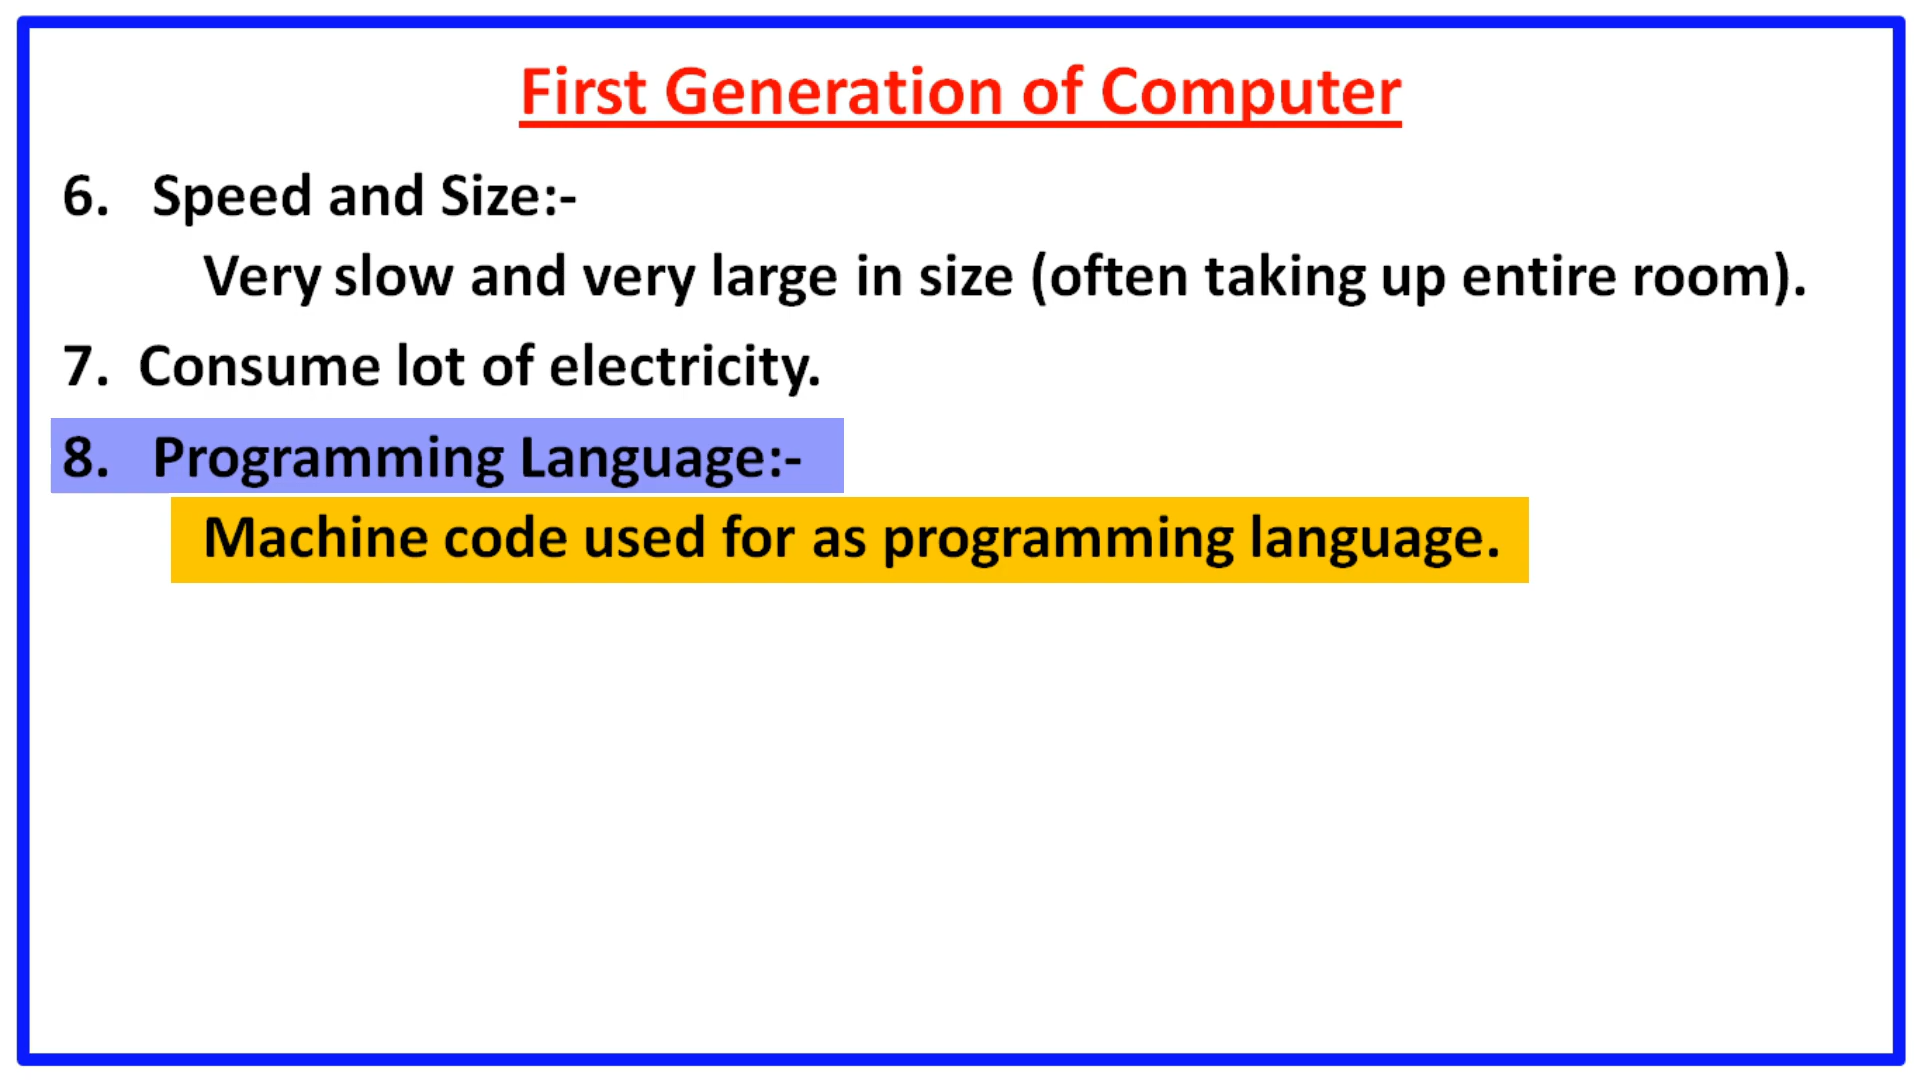 First Generation of Computer
6. Speed and Size:-
Very slow and very large in size (often taking up entire room).
7. Consume lot of electricity.
8. Programming Language:-
Machine code used for as programming language.